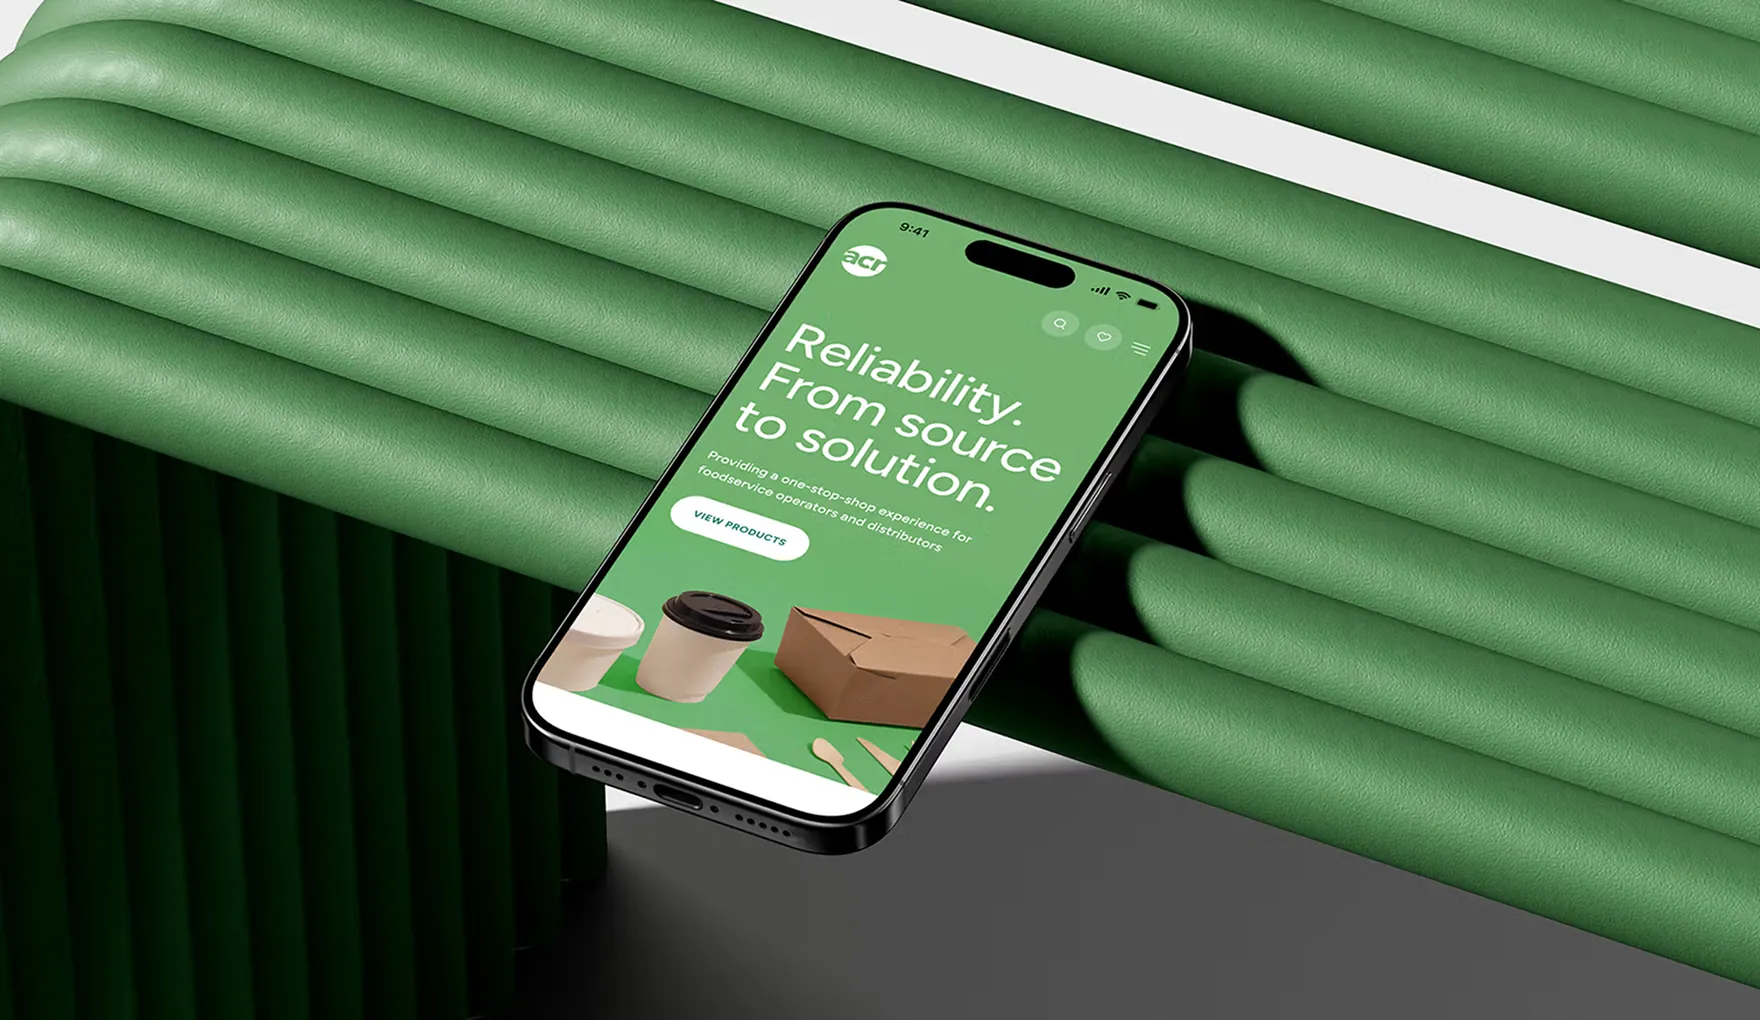 9:41
acr
Reliability.
From source
to solution.
Providing a one-stop-shop experience for
foodservice operators and distributors
VIEW PRODUCTS